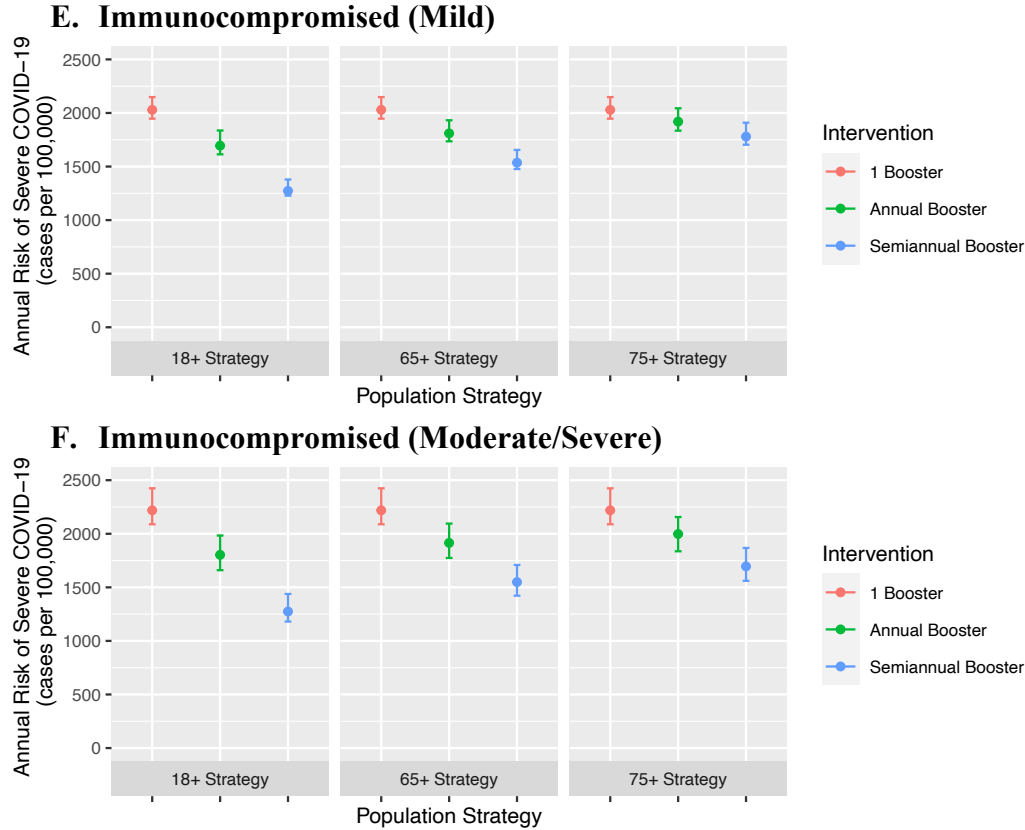 E. Immunocompromised (Mild)
Annual Risk of Severe COVID−19
(cases per 100,000)
2500
2000
1500
1000
500
0
18+ Strategy
65+ Strategy
75+ Strategy
Population Strategy
Intervention
1 Booster
Annual Booster
Semiannual Booster
F. Immunocompromised (Moderate/Severe)
Annual Risk of Severe COVID−19
(cases per 100,000)
2500
2000
1500
1000
500
0
18+ Strategy
65+ Strategy
75+ Strategy
Population Strategy
Intervention
1 Booster
Annual Booster
Semiannual Booster